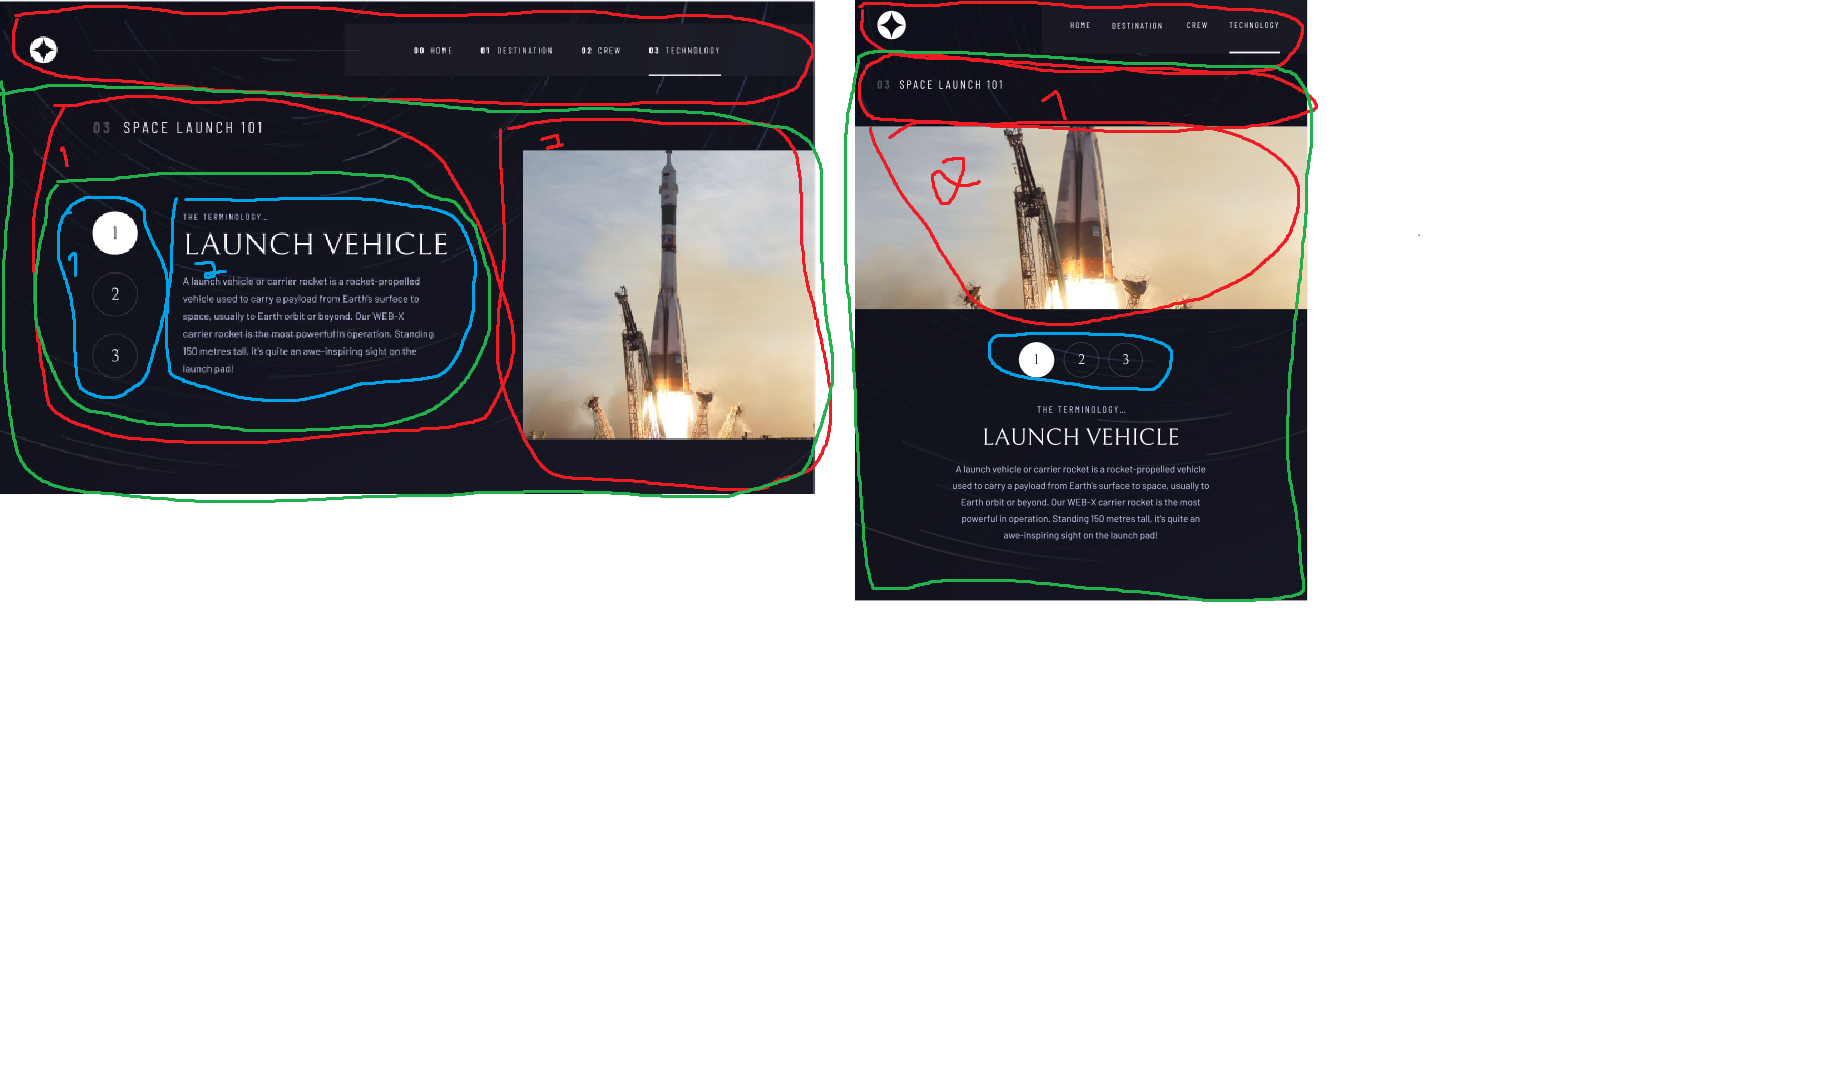 00 HOME 01 DESTINATION 02 CREW 03 TECHNOLOGY
03 SPACE LAUNCH 101
1
2
1
2
3
1
2
THE TERMINOLOGY...
LAUNCH VEHICLE
A launch vehicle or carrier rocket is a rocket-propelled
vehicle used to carry a payload from Earth's surface to
space, usually to Earth orbit or beyond. Our WEB-X
carrier rocket is the most powerful in operation. Standing
150 metres tall, it's quite an awe-inspiring sight on the
launch pad!
HOME DESTINATION CREW TECHNOLOGY
03 SPACE LAUNCH 101
1
2
1 2 3
THE TERMINOLOGY...
LAUNCH VEHICLE
A launch vehicle or carrier rocket is a rocket-propelled vehicle
used to carry a payload from Earth's surface to space, usually to
Earth orbit or beyond. Our WEB-X carrier rocket is the most
powerful in operation. Standing 150 metres tall, it's quite an
awe-inspiring sight on the launch pad!